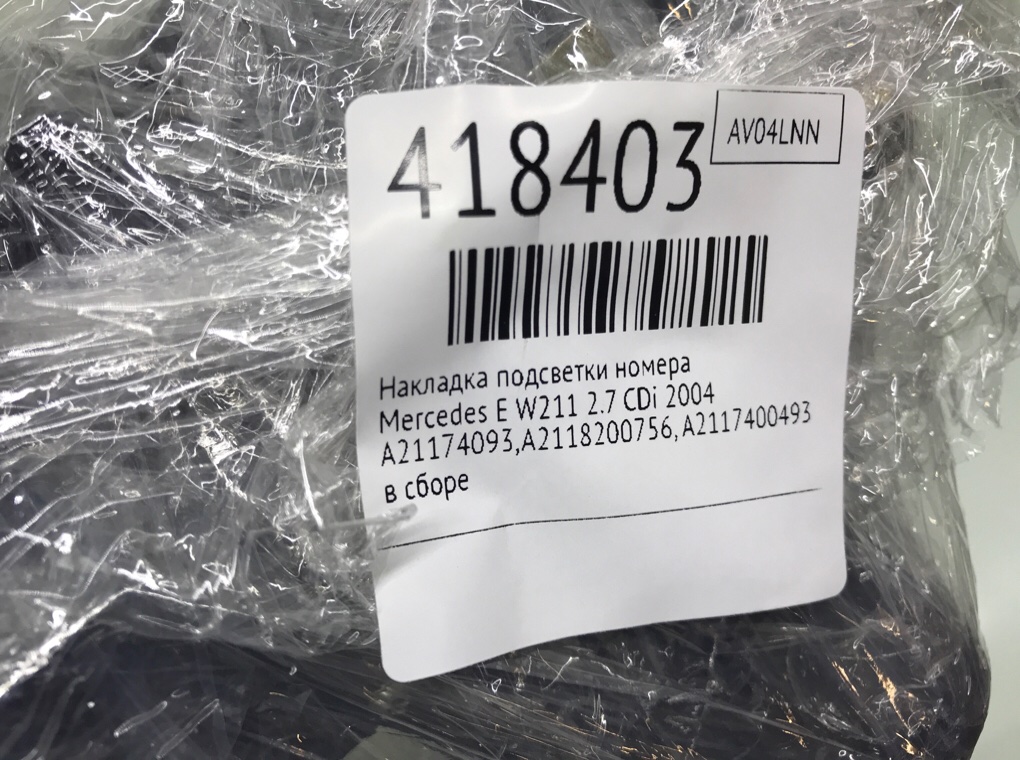 418403
AV04LNN
Накладка подсветки номера
Mercedes E W211 2.7 CDi 2004
A21174093,A2118200756,A2117400493
в сборе